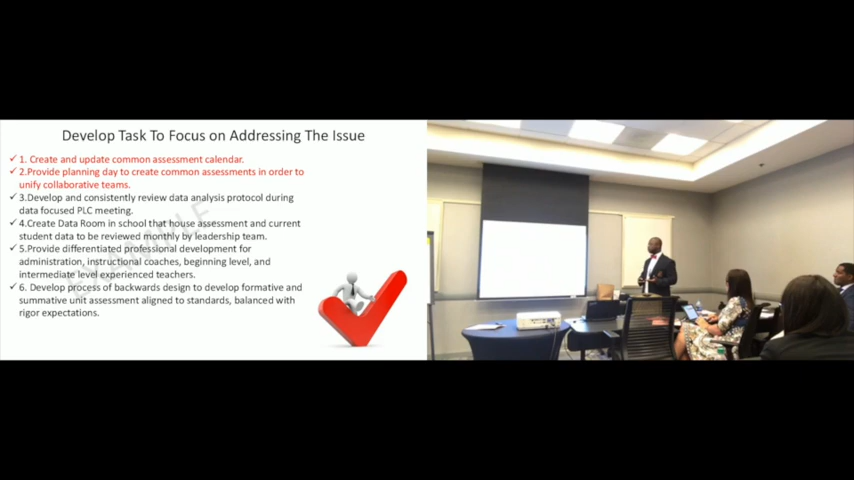 Develop Task To Focus on Addressing The Issue
✓ 1. Create and update common assessment calendar.
✓ 2.Provide planning day to create common assessments in order to
unify collaborative teams.
✓ 3.Develop and consistently review data analysis protocol during
data focused PLC meeting.
✓ 4.Create Data Room in school that house assessment and current
student data to be reviewed monthly by leadership team.
✓ 5.Provide differentiated professional development for
administration, instructional coaches, beginning level, and
intermediate level experienced teachers.
✓ 6. Develop process of backwards design to develop formative and
summative unit assessment aligned to standards, balanced with
rigor expectations.
EXAMPLE